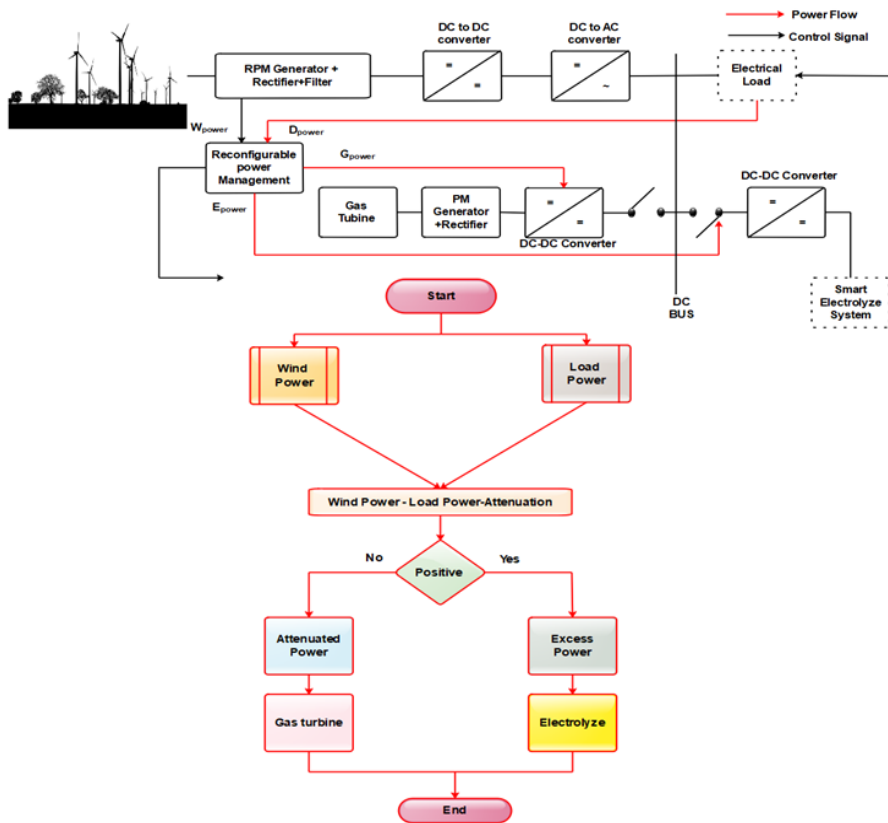 Power Flow
Control Signal
DC to DC
converter
DC to AC
converter
RPM Generator +
Rectifier+Filter
=
=
=
~
Electrical
Load
Wpower
Dpower
Reconfigurable
power
Management
Gpower
Epower
Gas
Tubine
PM
Generator
+Rectifier
=
=
DC-DC Converter
DC-DC Converter
=
=
DC
BUS
Smart
Electrolyze
System
Start
Wind
Power
Load
Power
Wind Power - Load Power-Attenuation
No
Positive
Yes
Attenuated
Power
Excess
Power
Gas turbine
Electrolyze
End